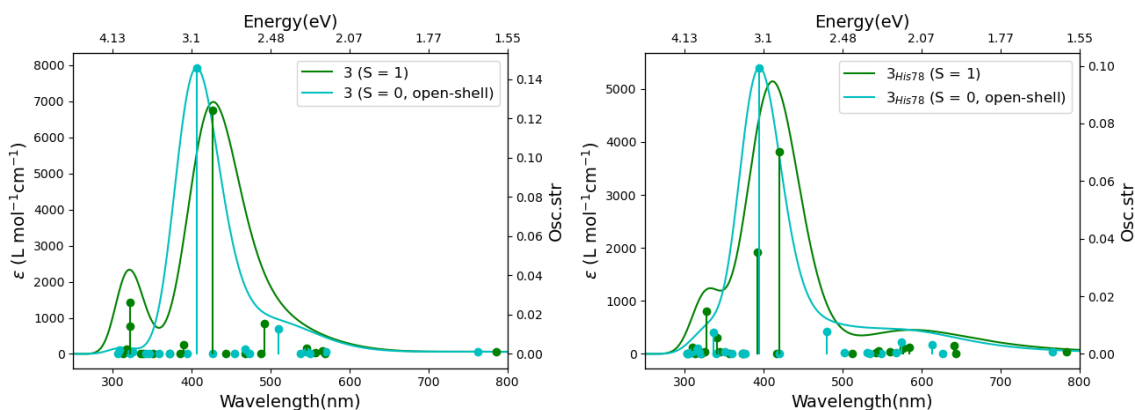 Energy(eV)
4.13 3.1 2.48 2.07 1.77 1.55
8000
7000
6000
5000
4000
3000
2000
1000
0
ε (L mol⁻¹cm⁻¹)
3 (S = 1)
3 (S = 0, open-shell)
0.14
0.12
0.10
0.08
0.06
0.04
0.02
0.00
Osc.str
300 400 500 600 700 800
Wavelength(nm)
Energy(eV)
4.13 3.1 2.48 2.07 1.77 1.55
5000
4000
3000
2000
1000
0
ε (L mol⁻¹cm⁻¹)
3His78 (S = 1)
3His78 (S = 0, open-shell)
0.10
0.08
0.06
0.04
0.02
0.00
Osc.str
300 400 500 600 700 800
Wavelength(nm)